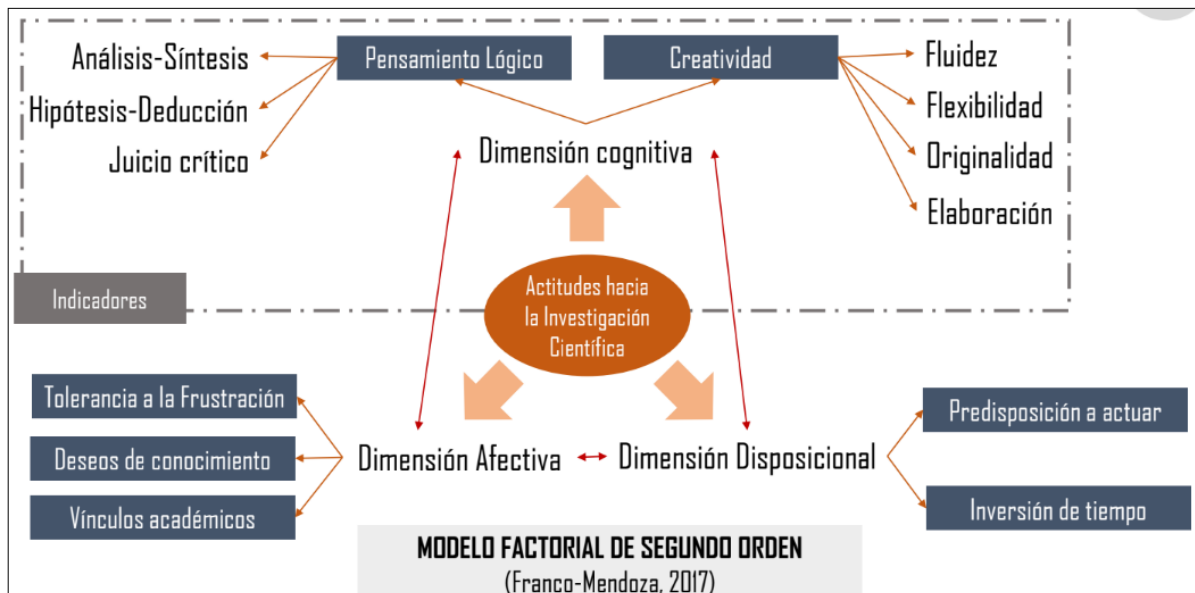 Análisis-Síntesis
Hipótesis-Deducción
Juicio crítico
Pensamiento Lógico
Creatividad
Fluidez
Flexibilidad
Originalidad
Elaboración
Dimensión cognitiva
Indicadores
Actitudes hacia
la Investigación
Científica
Tolerancia a la Frustración
Deseos de conocimiento
Vínculos académicos
Dimensión Afectiva
Dimensión Disposicional
Predisposición a actuar
Inversión de tiempo
MODELO FACTORIAL DE SEGUNDO ORDEN
(Franco-Mendoza, 2017)